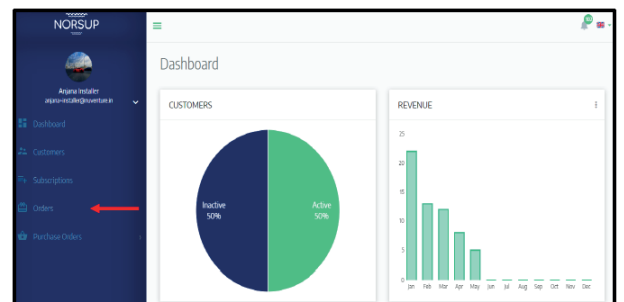 NORSUP
Anjana Installer
anjana-installer@nuventure.in
Dashboard
Customers
Subscriptions
Orders
Purchase Orders
Dashboard
CUSTOMERS
Inactive
50%
Active
50%
REVENUE
25
20
15
10
5
0
Jan Feb Mar Apr May Jun Jul Aug Sep Oct Nov Dec